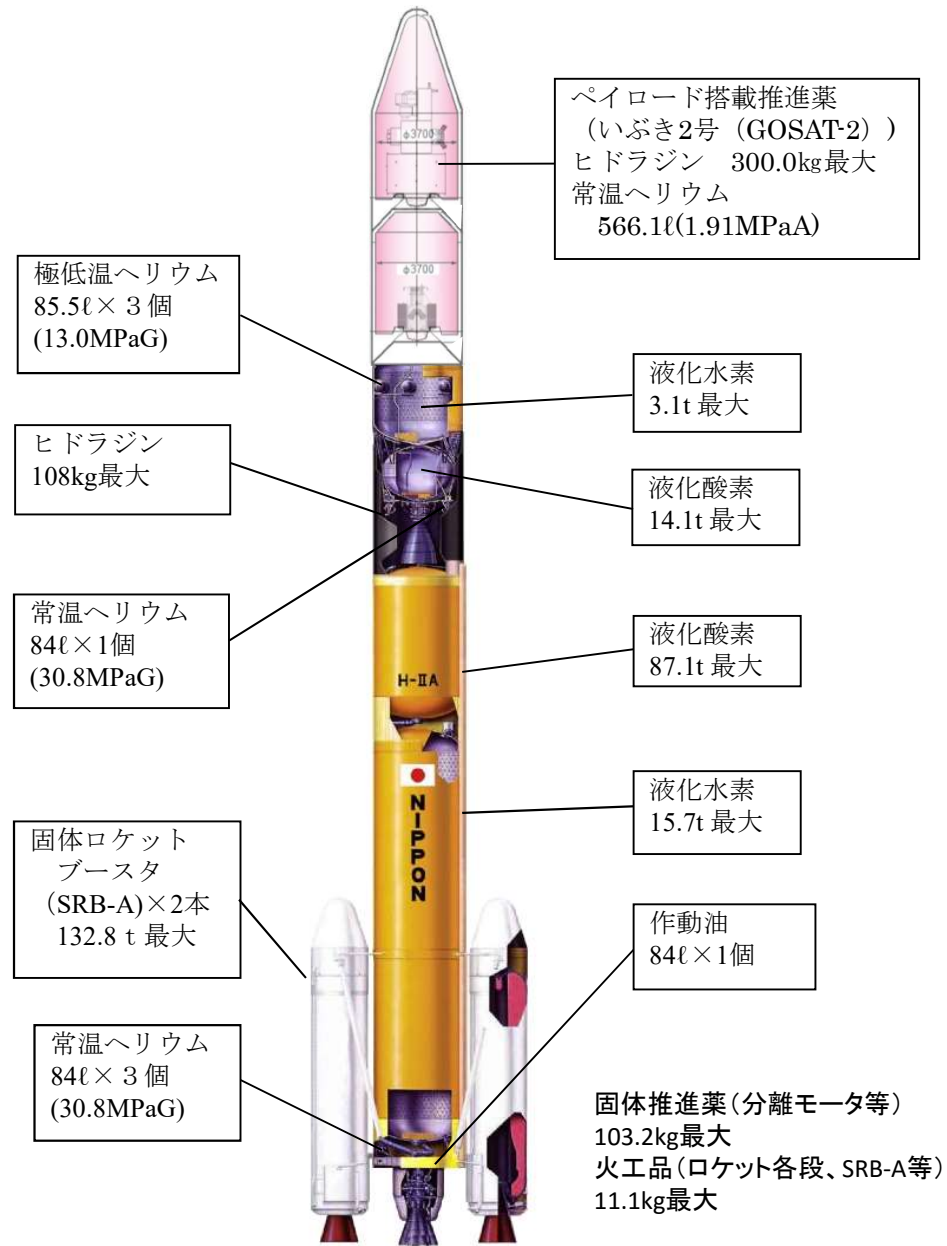 ペイロード搭載推進薬
（いぶき2号（GOSAT-2））
ヒドラジン　300.0㎏最大
常温ヘリウム
566.1ℓ(1.91MPaA)
φ3700
φ3700
極低温ヘリウム
85.5ℓ×３個
(13.0MPaG)
液化水素
3.1t 最大
ヒドラジン
108kg最大
液化酸素
14.1t 最大
常温ヘリウム
84ℓ×1個
(30.8MPaG)
液化酸素
87.1t 最大
H-ⅡA
液化水素
15.7t 最大
NIPPON
固体ロケット
ブースタ
（SRB-A)×2本
132.8ｔ最大
作動油
84ℓ×1個
常温ヘリウム
84ℓ×３個
(30.8MPaG)
固体推進薬（分離モータ等）
103.2kg最大
火工品（ロケット各段、SRB-A等）
11.1kg最大